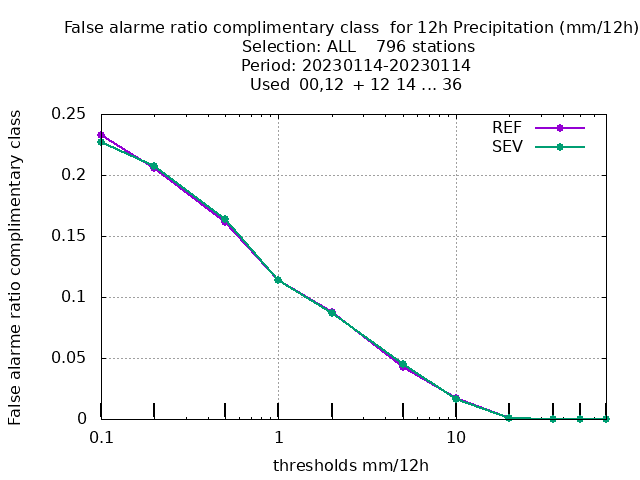 False alarme ratio complimentary class  for 12h Precipitation (mm/12h)
Selection: ALL    796 stations
Period: 20230114-20230114
Used  00,12  + 12 14 ... 36
False alarme ratio complimentary class
0.25
0.2
0.15
0.1
0.05
0
REF
SEV
0.1
1
10
thresholds mm/12h